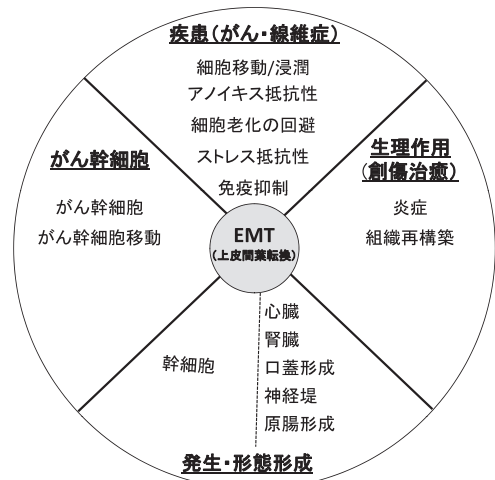 疾患(がん・線維症)
細胞移動/浸潤
アノイキス抵抗性
細胞老化の回避
ストレス抵抗性
免疫抑制
がん幹細胞
がん幹細胞
がん幹細胞移動
生理作用
(創傷治癒)
炎症
組織再構築
EMT
(上皮間葉転換)
幹細胞
心臓
腎臓
口蓋形成
神経堤
原腸形成
発生・形態形成